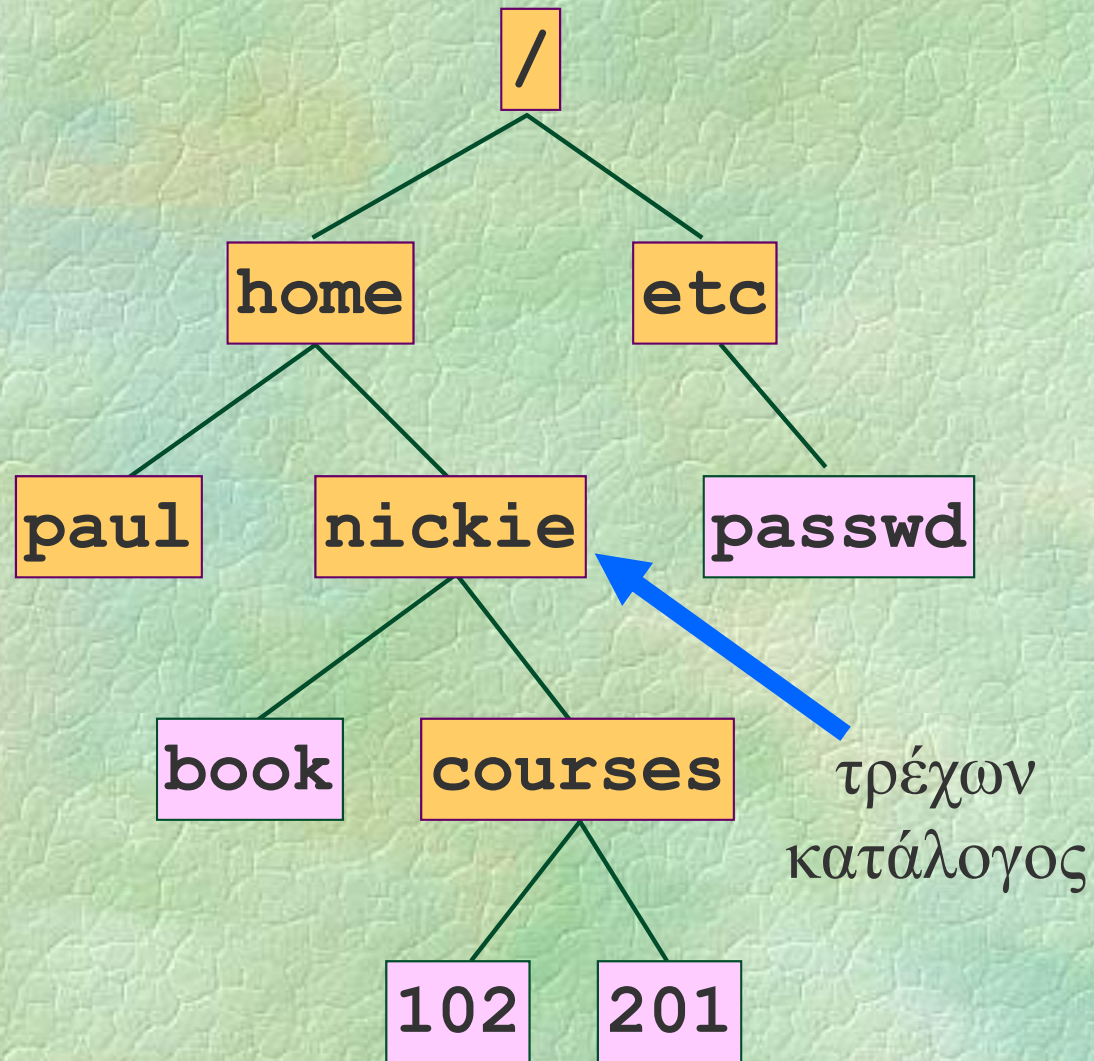 /
home
etc
paul
nickie
passwd
book
courses
τρέχων
κατάλογος
102
201